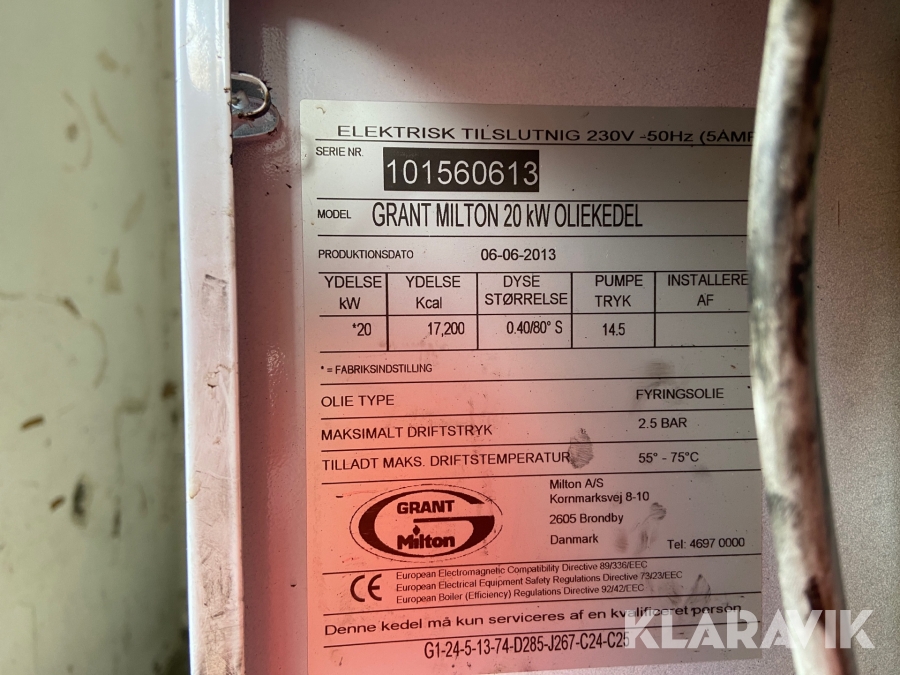 ELEKTRISK TILSLUTNIG 230V -50Hz (5AMP
SERIE NR. 101560613
MODEL GRANT MILTON 20 kW OLIEKEDEL
PRODUKTIONSDATO 06-06-2013
YDELSE kW YDELSE Kcal DYSE STØRRELSE PUMPE TRYK INSTALLERE AF
*20 17,200 0.40/80° S 14.5
* = FABRIKSINDSTILLING
OLIE TYPE FYRINGSOLIE
MAKSIMALT DRIFTSTRYK 2.5 BAR
TILLADT MAKS. DRIFTSTEMPERATUR 55° - 75°C
GRANT
Milton
Milton A/S
Kornmarksvej 8-10
2605 Brondby
Danmark Tel: 4697 0000
CE
European Electromagnetic Compatibility Directive 89/336/EEC
European Electrical Equipment Safety Regulations Directive 73/23/EEC
European Boiler (Efficiency) Regulations Directive 92/42/EEC
Denne kedel må kun serviceres af en kvalificeret person
G1-24-5-13-74-D285-J267-C24-C25
KLARAVIK